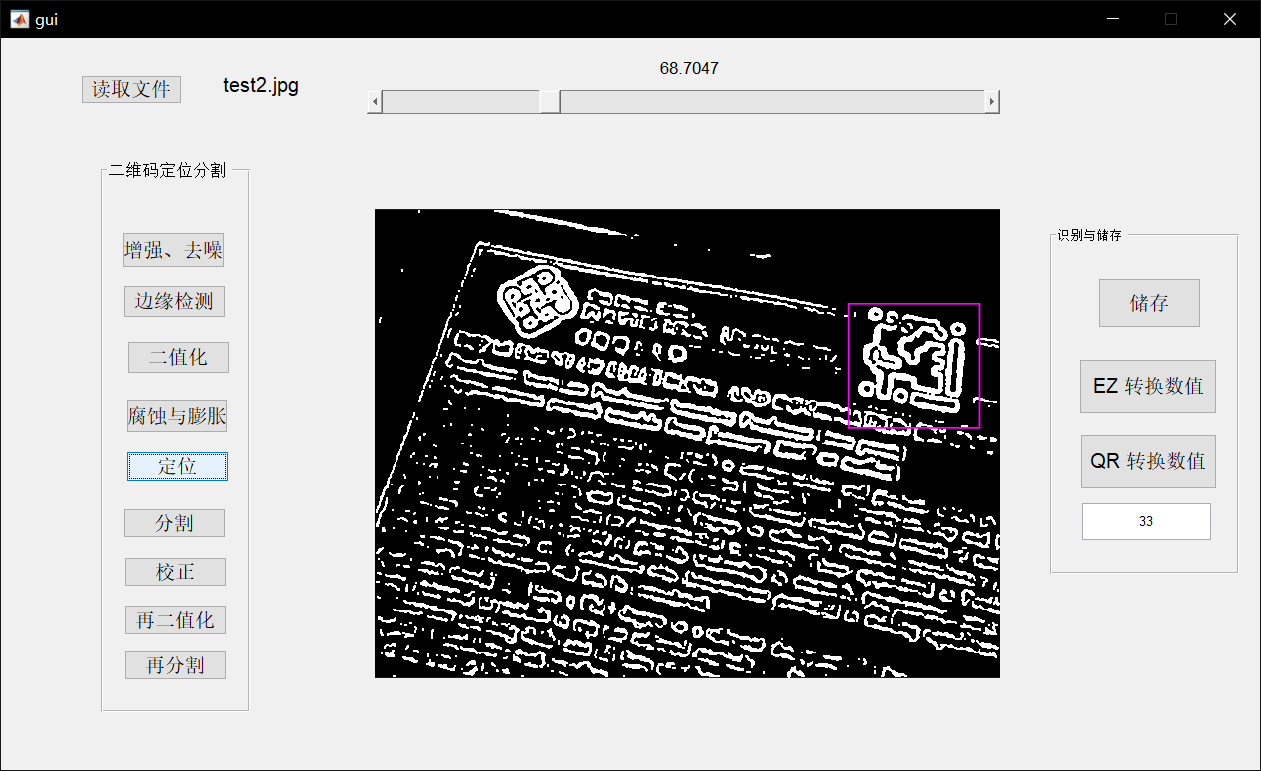 gui
读取文件
test2.jpg
68.7047
二维码定位分割
增强、去噪
边缘检测
二值化
腐蚀与膨胀
定位
分割
校正
再二值化
再分割
识别与储存
储存
EZ 转换数值
QR 转换数值
33